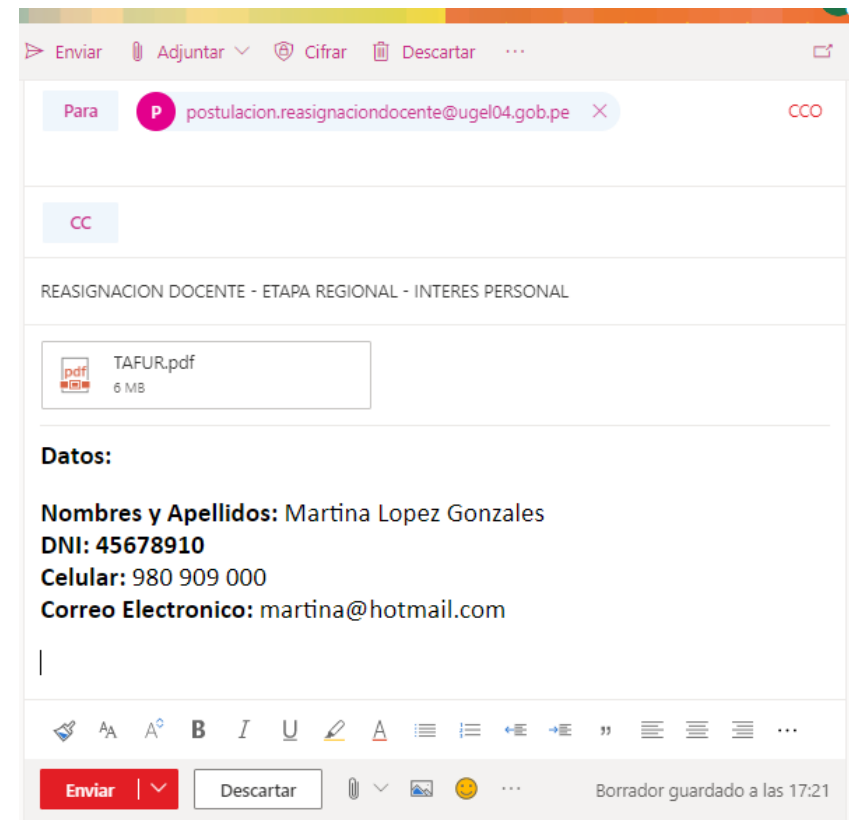 Enviar Adjuntar Cifrar Descartar ...
Para P postulacion.reasignaciondocente@ugel04.gob.pe CCO
CC
REASIGNACION DOCENTE - ETAPA REGIONAL - INTERES PERSONAL
pdf TAFUR.pdf
6 MB
Datos:
Nombres y Apellidos: Martina Lopez Gonzales
DNI: 45678910
Celular: 980 909 000
Correo Electronico: martina@hotmail.com
AA A B I U A ” ...
Enviar Descartar ... Borrador guardado a las 17:21